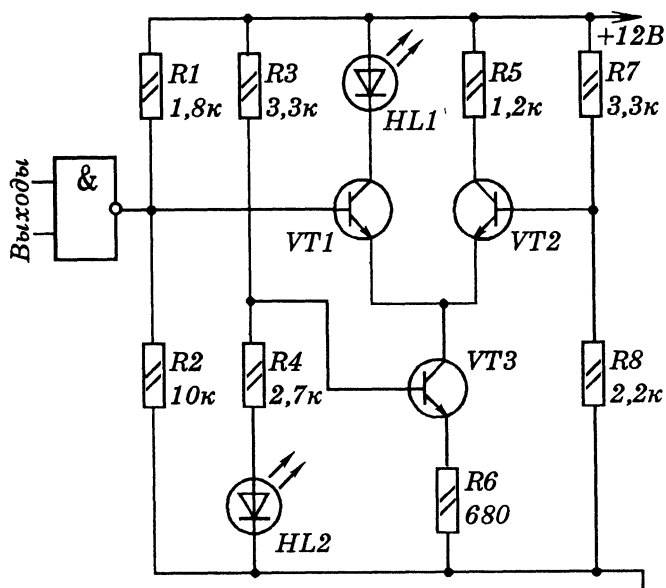 +12В
R1
1,8к
R3
3,3к
HL1
R5
1,2к
R7
3,3к
&
Выходы
VT1
VT2
R2
10к
R4
2,7к
VT3
R8
2,2к
HL2
R6
680